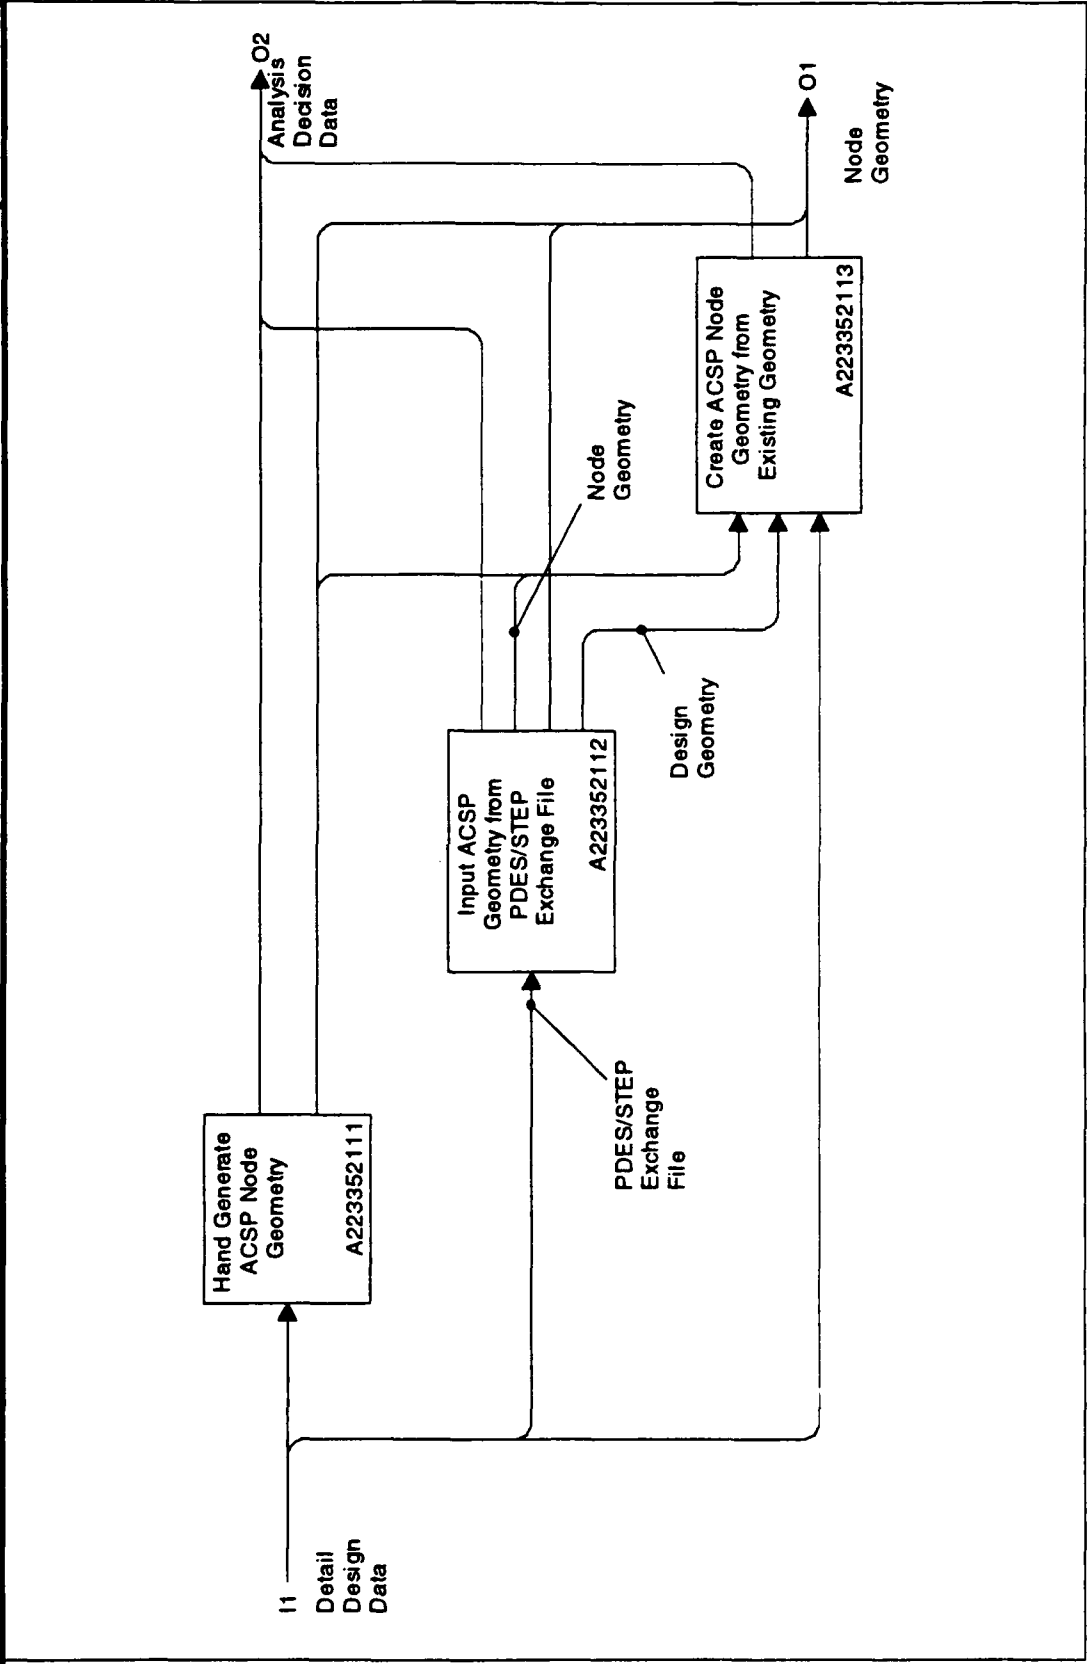 I1
Detail
Design
Data
Hand Generate
ACSP Node
Geometry
A223352111
PDES/STEP
Exchange
File
Input ACSP
Geometry from
PDES/STEP
Exchange File
A223352112
Design
Geometry
Node
Geometry
Create ACSP Node
Geometry from
Existing Geometry
A223352113
O2
Analysis
Decision
Data
O1
Node
Geometry